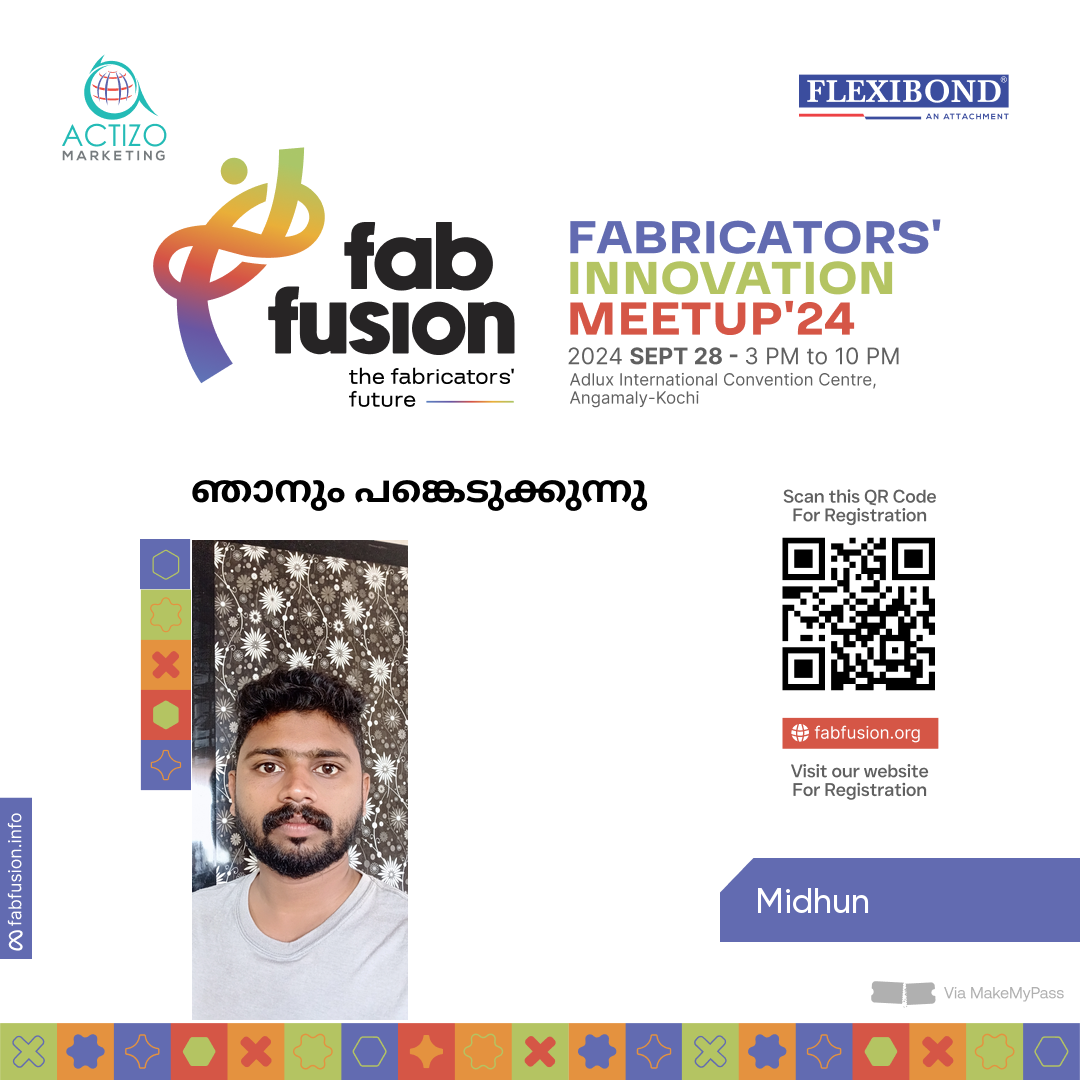 ACTIZO
MARKETING
FLEXIBOND®
AN ATTACHMENT
fab
fusion
the fabricators'
future
FABRICATORS'
INNOVATION
MEETUP'24
2024 SEPT 28 - 3 PM to 10 PM
Adlux International Convention Centre,
Angamaly-Kochi
ഞാനും പങ്കെടുക്കുന്നു
Scan this QR Code
For Registration
fabfusion.org
Visit our website
For Registration
fabfusion.info
Midhun
Via MakeMyPass